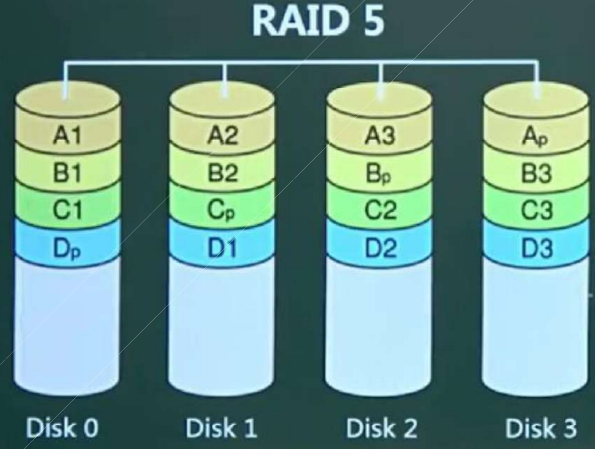 RAID 5
A1 A2 A3 Ap
B1 B2 Bp B3
C1 Cp C2 C3
Dp D1 D2 D3
Disk 0 Disk 1 Disk 2 Disk 3